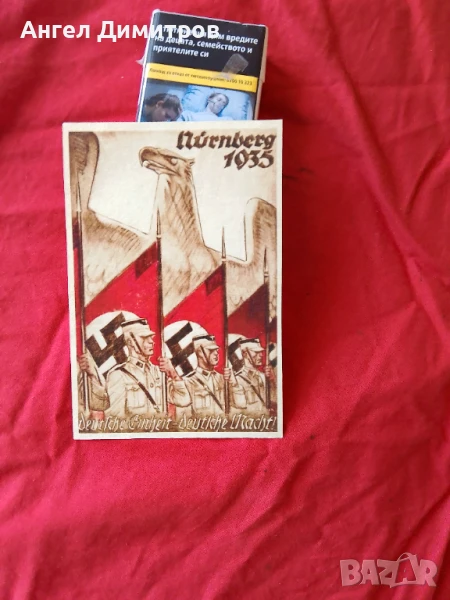 Ангел Димитров
вредите
на децата, семейството и
приятелите си
Nürnberg
1935
Deutsche Einheit – deutsche Macht!
BAZAR